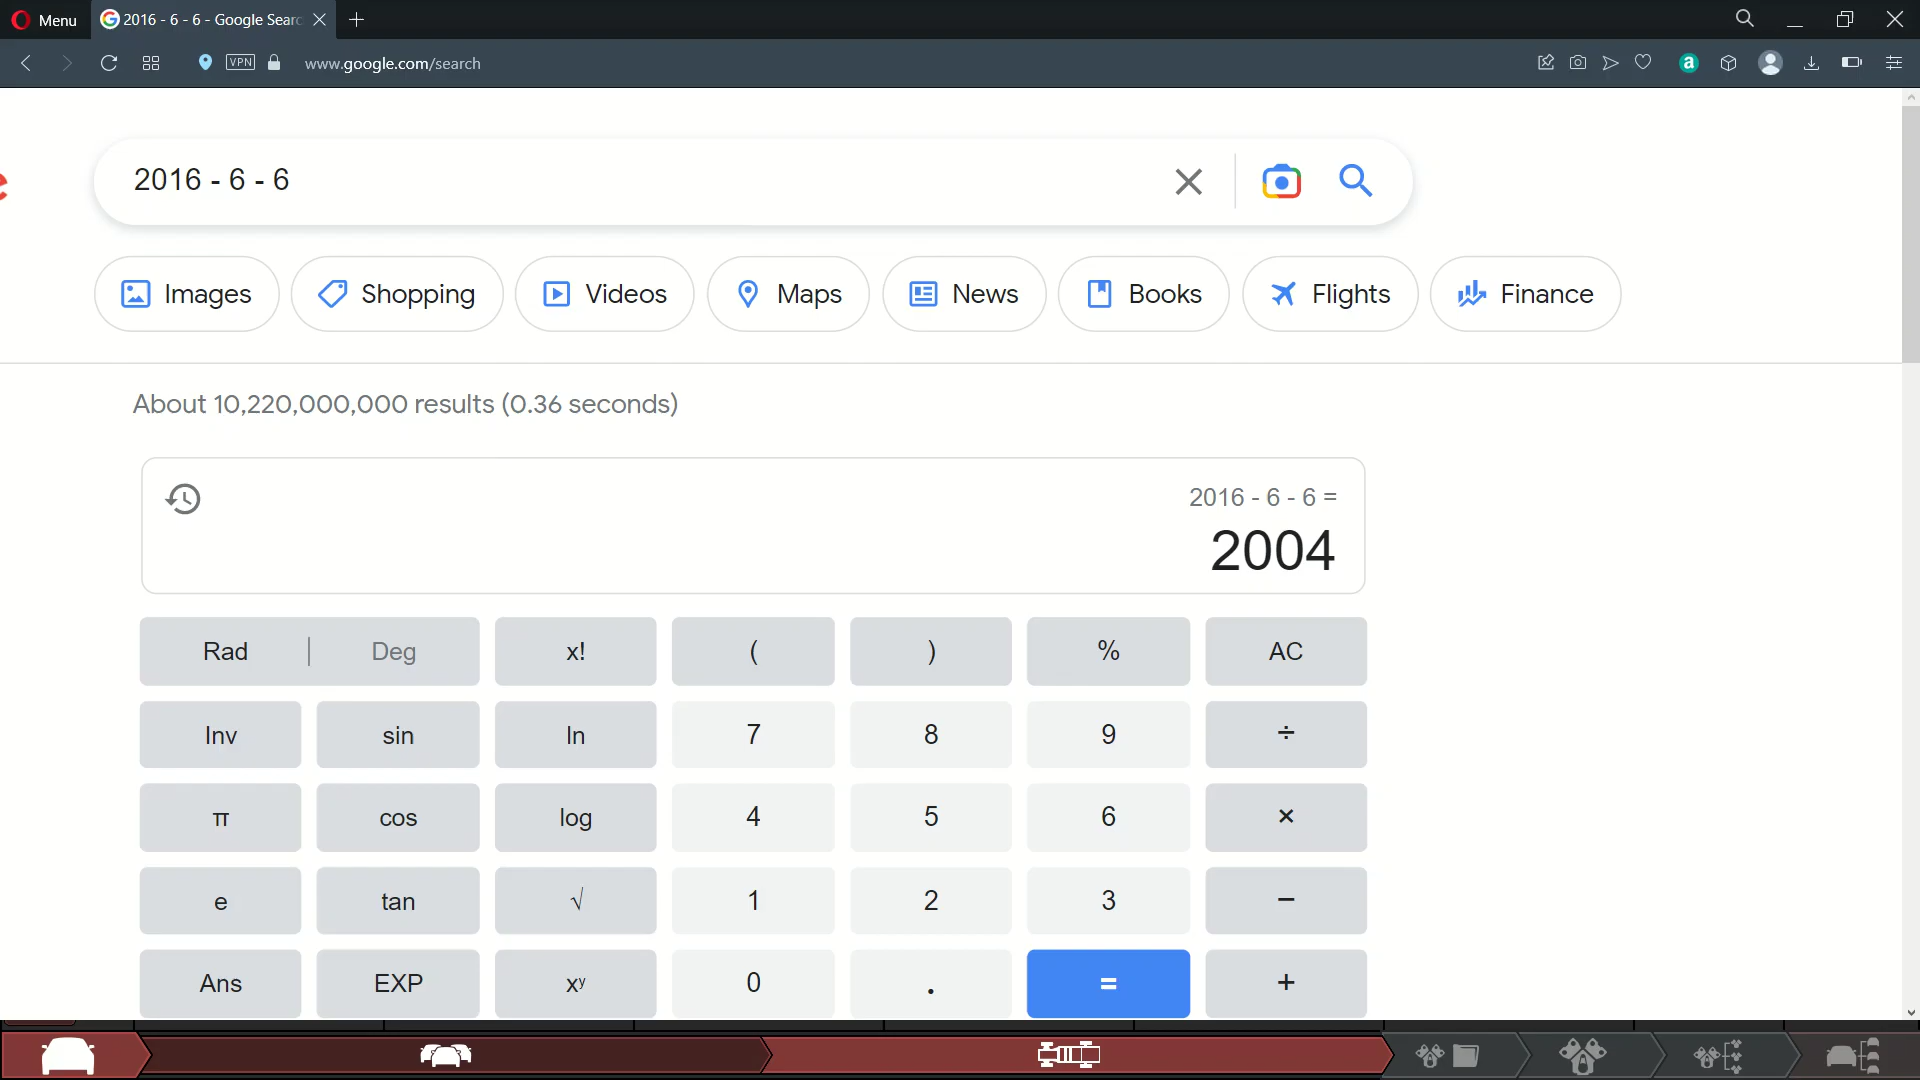 Menu
2016 - 6 - 6 - Google Searc
VPN
www.google.com/search
a
2016 - 6 - 6
Images
Shopping
Videos
Maps
News
Books
Flights
Finance
About 10,220,000,000 results (0.36 seconds)
2016 - 6 - 6 =
2004
Rad | Deg x! ( ) % AC
Inv sin ln 7 8 9 ÷
π cos log 4 5 6 ×
e tan √ 1 2 3 −
Ans EXP xʸ 0 . = +